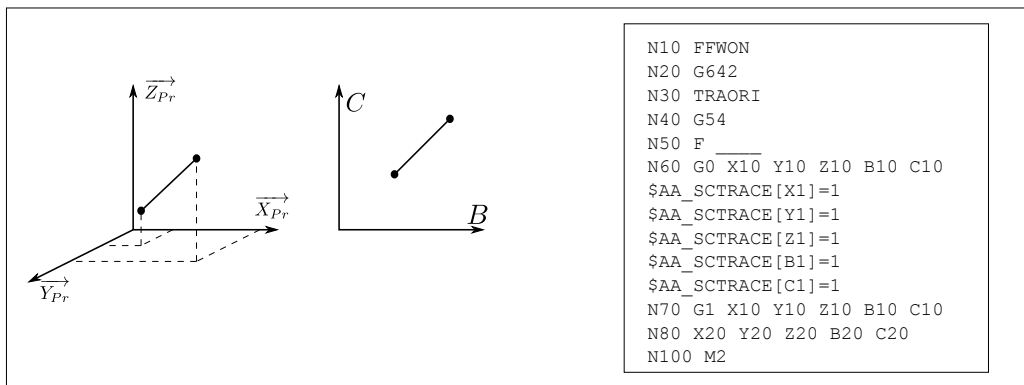 Z_Pr
X_Pr
Y_Pr
C
B
N10 FFWON
N20 G642
N30 TRAORI
N40 G54
N50 F ____
N60 G0 X10 Y10 Z10 B10 C10
$AA_SCTRACE[X1]=1
$AA_SCTRACE[Y1]=1
$AA_SCTRACE[Z1]=1
$AA_SCTRACE[B1]=1
$AA_SCTRACE[C1]=1
N70 G1 X10 Y10 Z10 B10 C10
N80 X20 Y20 Z20 B20 C20
N100 M2